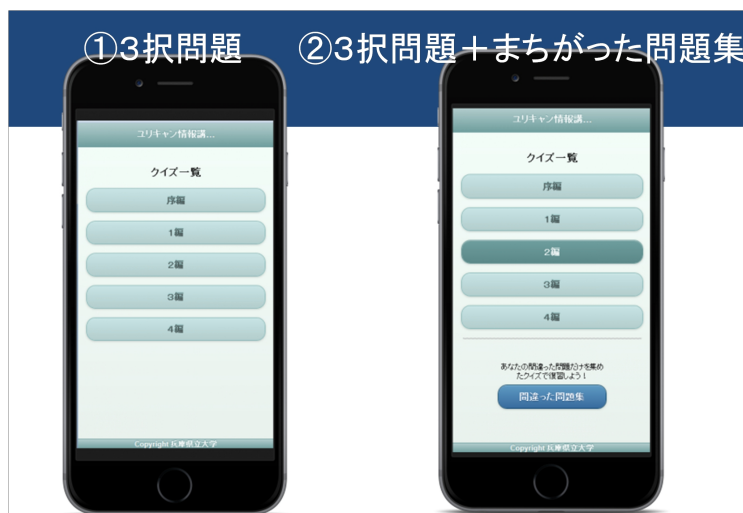 ①３択問題
②３択問題＋まちがった問題集
ユリキャン情報講...
クイズ一覧
序編
1編
2編
3編
4編
Copyright 兵庫県立大学
ユリキャン情報講...
クイズ一覧
序編
1編
2編
3編
4編
あなたの間違った問題だけを集め
たクイズで復習しよう！
間違った問題集
Copyright 兵庫県立大学